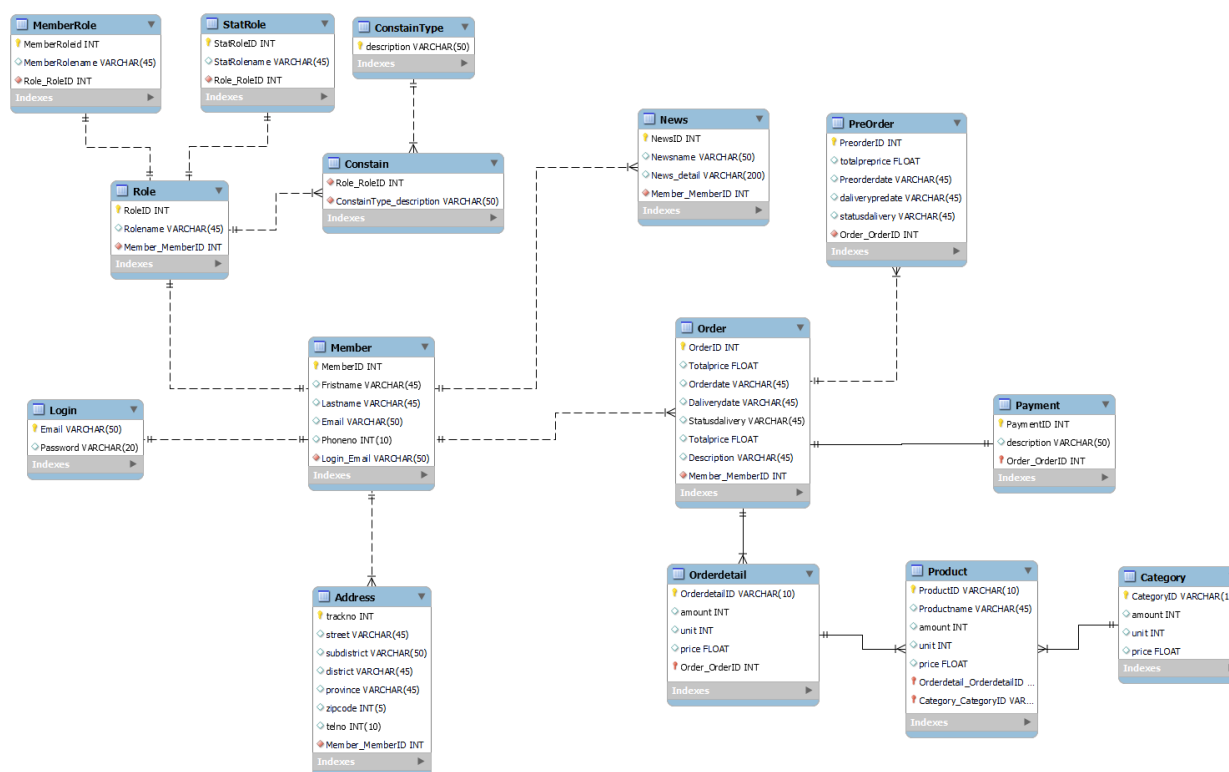 MemberRole
MemberRoleid INT
MemberRolename VARCHAR(45)
Role_RoleID INT
Indexes
StatRole
StatRoleID INT
StatRolename VARCHAR(45)
Role_RoleID INT
Indexes
ConstainType
description VARCHAR(50)
Indexes
News
NewsID INT
Newsname VARCHAR(50)
News_detail VARCHAR(200)
Member_MemberID INT
Indexes
PreOrder
PreorderID INT
totalpreprice FLOAT
Preorderdate VARCHAR(45)
daliverypredate VARCHAR(45)
statusdalivery VARCHAR(45)
Order_OrderID INT
Indexes
Role
RoleID INT
Rolename VARCHAR(45)
Member_MemberID INT
Indexes
Constain
Role_RoleID INT
ConstainType_description VARCHAR(50)
Indexes
Member
MemberID INT
Fristname VARCHAR(45)
Lastname VARCHAR(45)
Email VARCHAR(50)
Phoneno INT(10)
Login_Email VARCHAR(50)
Indexes
Order
OrderID INT
Totalprice FLOAT
Orderdate VARCHAR(45)
Daliverydate VARCHAR(45)
Statusdalivery VARCHAR(45)
Totalprice FLOAT
Description VARCHAR(45)
Member_MemberID INT
Indexes
Login
Email VARCHAR(50)
Password VARCHAR(20)
Indexes
Payment
PaymentID INT
description VARCHAR(50)
Order_OrderID INT
Indexes
Address
trackno INT
street VARCHAR(45)
subdistrict VARCHAR(50)
district VARCHAR(45)
province VARCHAR(45)
zipcode INT(5)
telno INT(10)
Member_MemberID INT
Indexes
Orderdetail
OrderdetailID VARCHAR(10)
amount INT
unit INT
price FLOAT
Order_OrderID INT
Indexes
Product
ProductID VARCHAR(10)
Productname VARCHAR(45)
amount INT
unit INT
price FLOAT
Orderdetail_OrderdetailID ...
Category_CategoryID VAR...
Indexes
Category
CategoryID VARCHAR(1
amount INT
unit INT
price FLOAT
Indexes